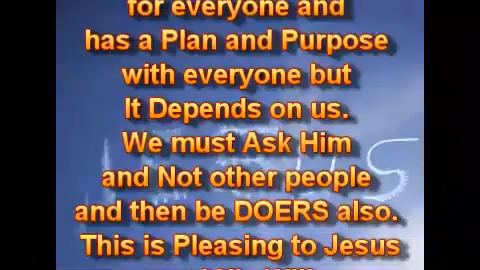 for everyone and
has a Plan and Purpose
with everyone but
It Depends on us.
We must Ask Him
and Not other people
and then be DOERS also.
This is Pleasing to Jesus